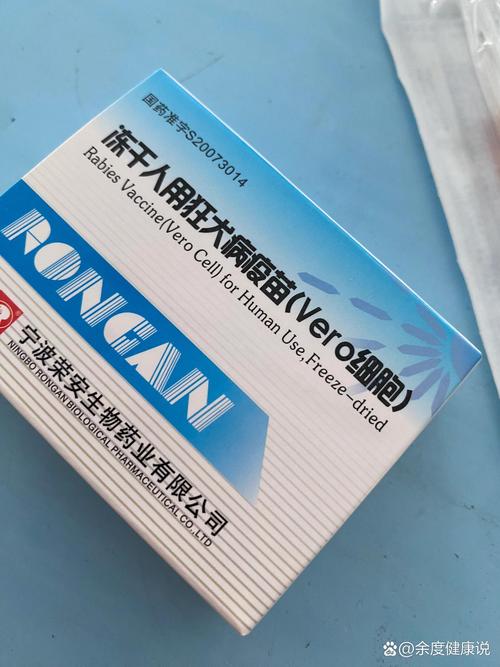 国药准字S20073014
冻干人用狂犬病疫苗(Vero细胞)
Rabies Vaccine(Vero Cell) for Human Use,Freeze-dried
RONGAN
宁波荣安生物药业有限公司
NINGBO RONGAN BIOLOGICAL PHARMACEUTICAL CO.,LTD
余度健康说